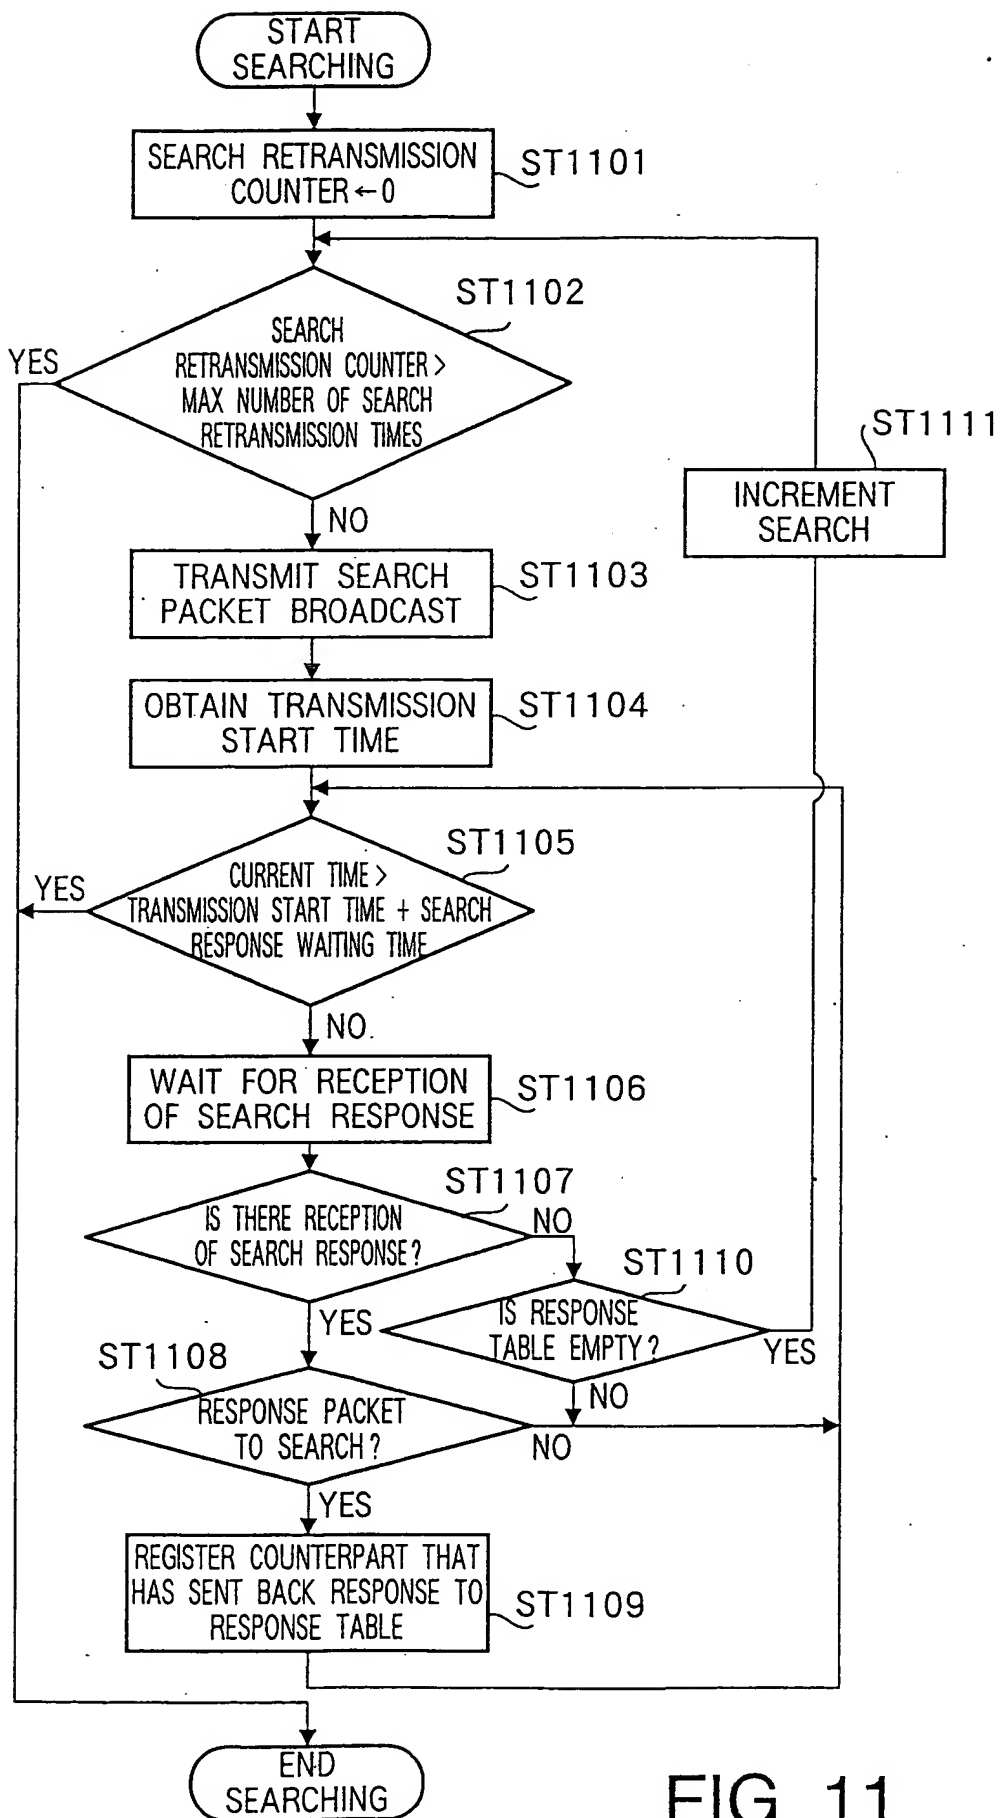 START
SEARCHING
SEARCH RETRANSMISSION
COUNTER←0
ST1101
ST1102
SEARCH
RETRANSMISSION COUNTER>
MAX NUMBER OF SEARCH
RETRANSMISSION TIMES
YES
NO
ST1111
INCREMENT
SEARCH
TRANSMIT SEARCH
PACKET BROADCAST
ST1103
OBTAIN TRANSMISSION
START TIME
ST1104
ST1105
CURRENT TIME>
TRANSMISSION START TIME + SEARCH
RESPONSE WAITING TIME
YES
NO
WAIT FOR RECEPTION
OF SEARCH RESPONSE
ST1106
ST1107
IS THERE RECEPTION
OF SEARCH RESPONSE?
NO
YES
ST1110
IS RESPONSE
TABLE EMPTY?
YES
NO
ST1108
RESPONSE PACKET
TO SEARCH?
NO
YES
REGISTER COUNTERPART THAT
HAS SENT BACK RESPONSE TO
RESPONSE TABLE
ST1109
END
SEARCHING
FIG. 11